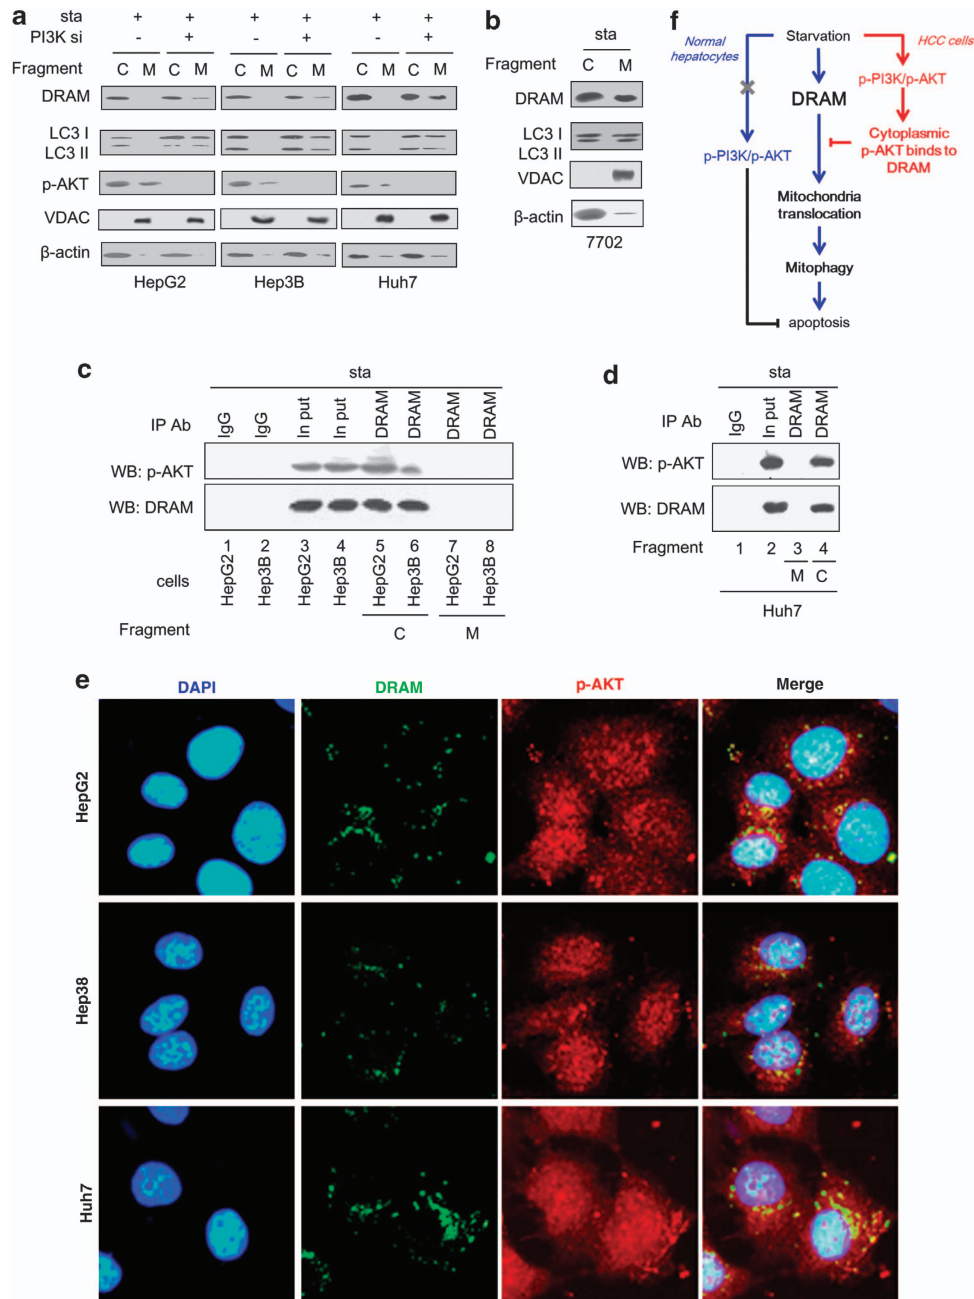 a
sta + + + + + +
PI3K si - + - + - +
Fragment C M C M C M C M C M C M
DRAM
LC3 I
LC3 II
p-AKT
VDAC
β-actin
HepG2 Hep3B Huh7
b
sta
Fragment C M
DRAM
LC3 I
LC3 II
VDAC
β-actin
7702
f
Normal
hepatocytes
Starvation
HCC cells
p-PI3K/p-AKT
DRAM
Cytoplasmic
p-AKT binds to
DRAM
p-PI3K/p-AKT
Mitochondria
translocation
Mitophagy
apoptosis
c
sta
IP Ab IgG IgG In put In put DRAM DRAM DRAM DRAM
WB: p-AKT
WB: DRAM
1 2 3 4 5 6 7 8
cells HepG2 Hep3B HepG2 Hep3B HepG2 Hep3B HepG2 Hep3B
Fragment C M
d
sta
IP Ab IgG In put DRAM DRAM
WB: p-AKT
WB: DRAM
Fragment 1 2 3 4
M C
Huh7
e
DAPI DRAM p-AKT Merge
HepG2
Hep38
Huh7